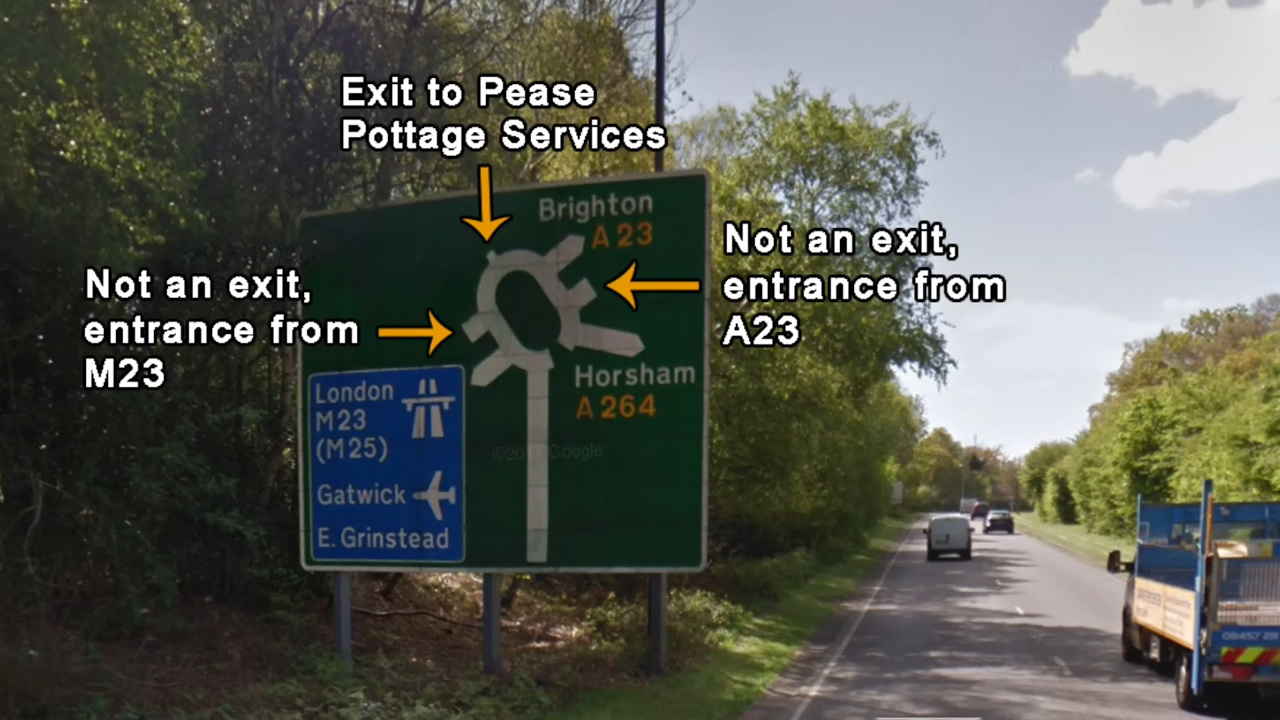 Exit to Pease
Pottage Services
Not an exit,
entrance from
M23
Not an exit,
entrance from
A23
Brighton
A 23
Horsham
A 264
London
M23
(M25)
Gatwick
E. Grinstead